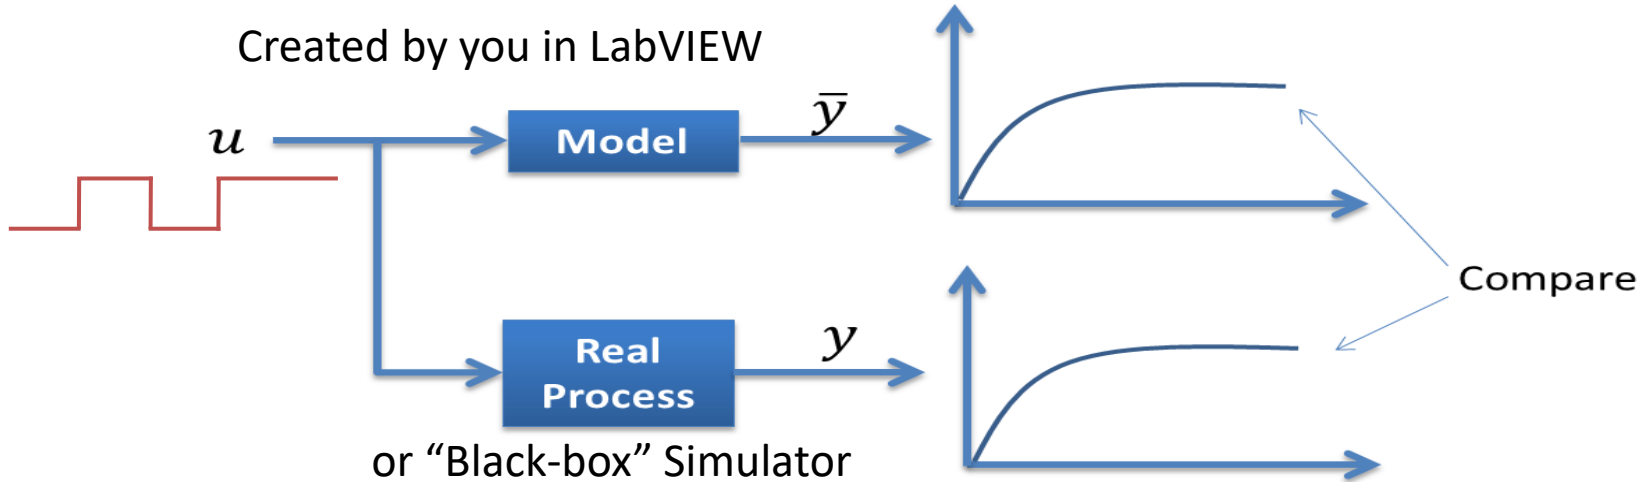 Created by you in LabVIEW
u
Model
y̅
Compare
Real
Process
y
or “Black-box” Simulator